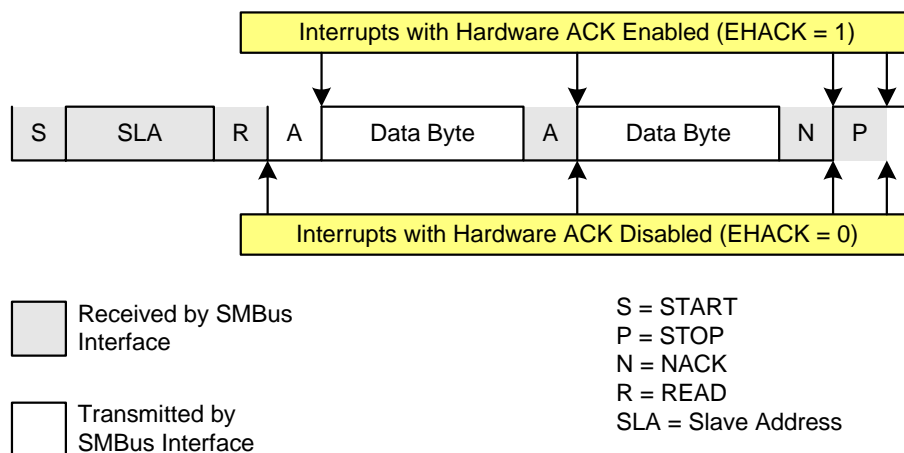 Interrupts with Hardware ACK Enabled (EHACK = 1)
S SLA R A Data Byte A Data Byte N P
Interrupts with Hardware ACK Disabled (EHACK = 0)
Received by SMBus
Interface
Transmitted by
SMBus Interface
S = START
P = STOP
N = NACK
R = READ
SLA = Slave Address